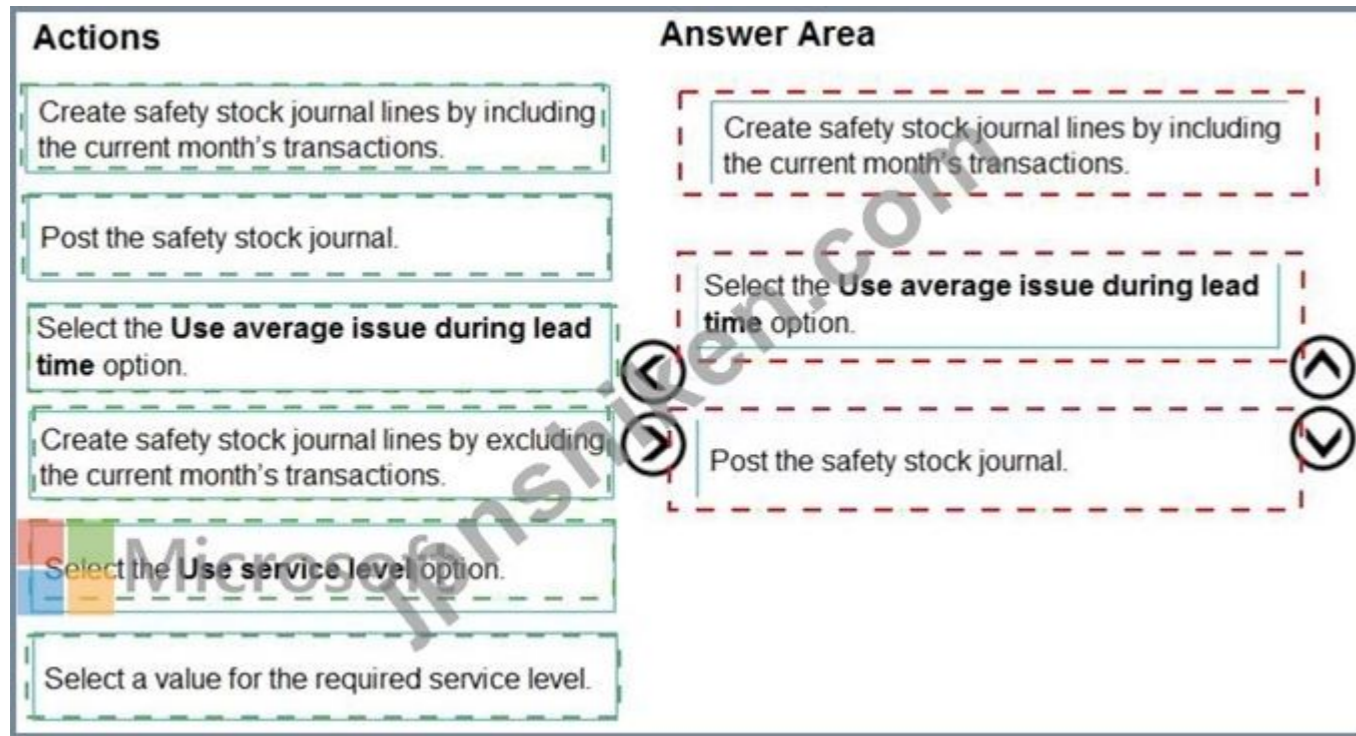 Actions
Create safety stock journal lines by including
the current month's transactions.
Post the safety stock journal.
Select the Use average issue during lead
time option.
Create safety stock journal lines by excluding
the current month's transactions.
Select the Use service level option.
Microsoft
Select a value for the required service level.
Answer Area
Create safety stock journal lines by including
the current month's transactions.
Select the Use average issue during lead
time option.
Post the safety stock journal.
jpnshiken.com